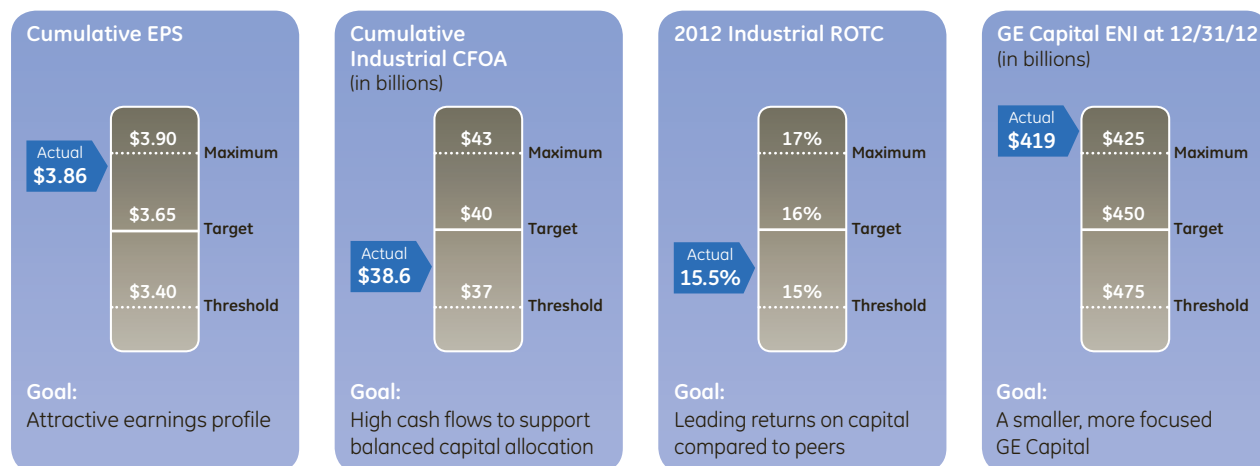 Cumulative EPS
Actual
$3.86
$3.90
Maximum
$3.65
Target
$3.40
Threshold
Goal:
Attractive earnings profile
Cumulative
Industrial CFOA
(in billions)
$43
Maximum
$40
Target
Actual
$38.6
$37
Threshold
Goal:
High cash flows to support
balanced capital allocation
2012 Industrial ROTC
17%
Maximum
16%
Target
Actual
15.5%
15%
Threshold
Goal:
Leading returns on capital
compared to peers
GE Capital ENI at 12/31/12
(in billions)
Actual
$419
$425
Maximum
$450
Target
$475
Threshold
Goal:
A smaller, more focused
GE Capital